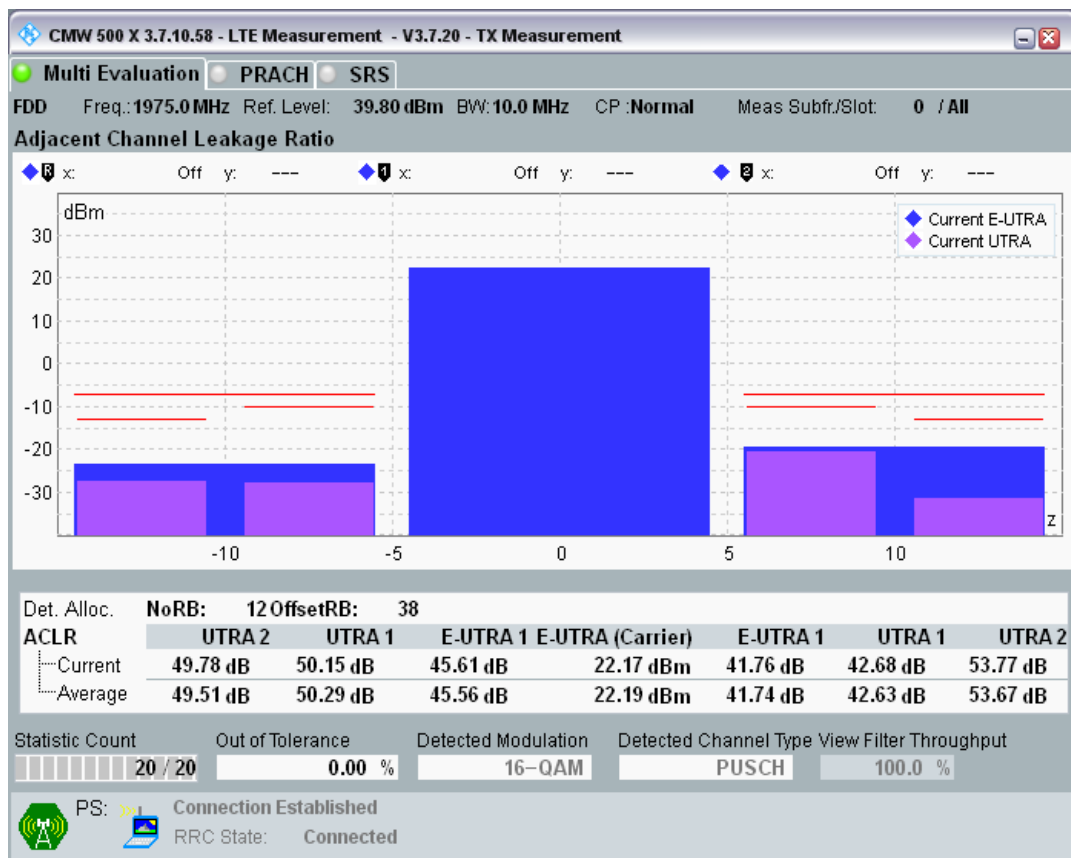 CMW 500 X 3.7.10.58 - LTE Measurement - V3.7.20 - TX Measurement
Multi Evaluation PRACH SRS
FDD Freq.: 1975.0 MHz Ref. Level: 39.80 dBm BW: 10.0 MHz CP :Normal Meas Subfr./Slot: 0 / All
Adjacent Channel Leakage Ratio
R x: Off y: --- 1 x: Off y: --- 2 x: Off y: ---
dBm
Current E-UTRA
Current UTRA
30
20
10
0
-10
-20
-30
z
-10 -5 0 5 10
Det. Alloc. NoRB: 12 OffsetRB: 38
ACLR UTRA 2 UTRA 1 E-UTRA 1 E-UTRA (Carrier) E-UTRA 1 UTRA 1 UTRA 2
Current 49.78 dB 50.15 dB 45.61 dB 22.17 dBm 41.76 dB 42.68 dB 53.77 dB
Average 49.51 dB 50.29 dB 45.56 dB 22.19 dBm 41.74 dB 42.63 dB 53.67 dB
Statistic Count Out of Tolerance Detected Modulation Detected Channel Type View Filter Throughput
20 / 20 0.00 % 16-QAM PUSCH 100.0 %
PS: Connection Established
RRC State: Connected